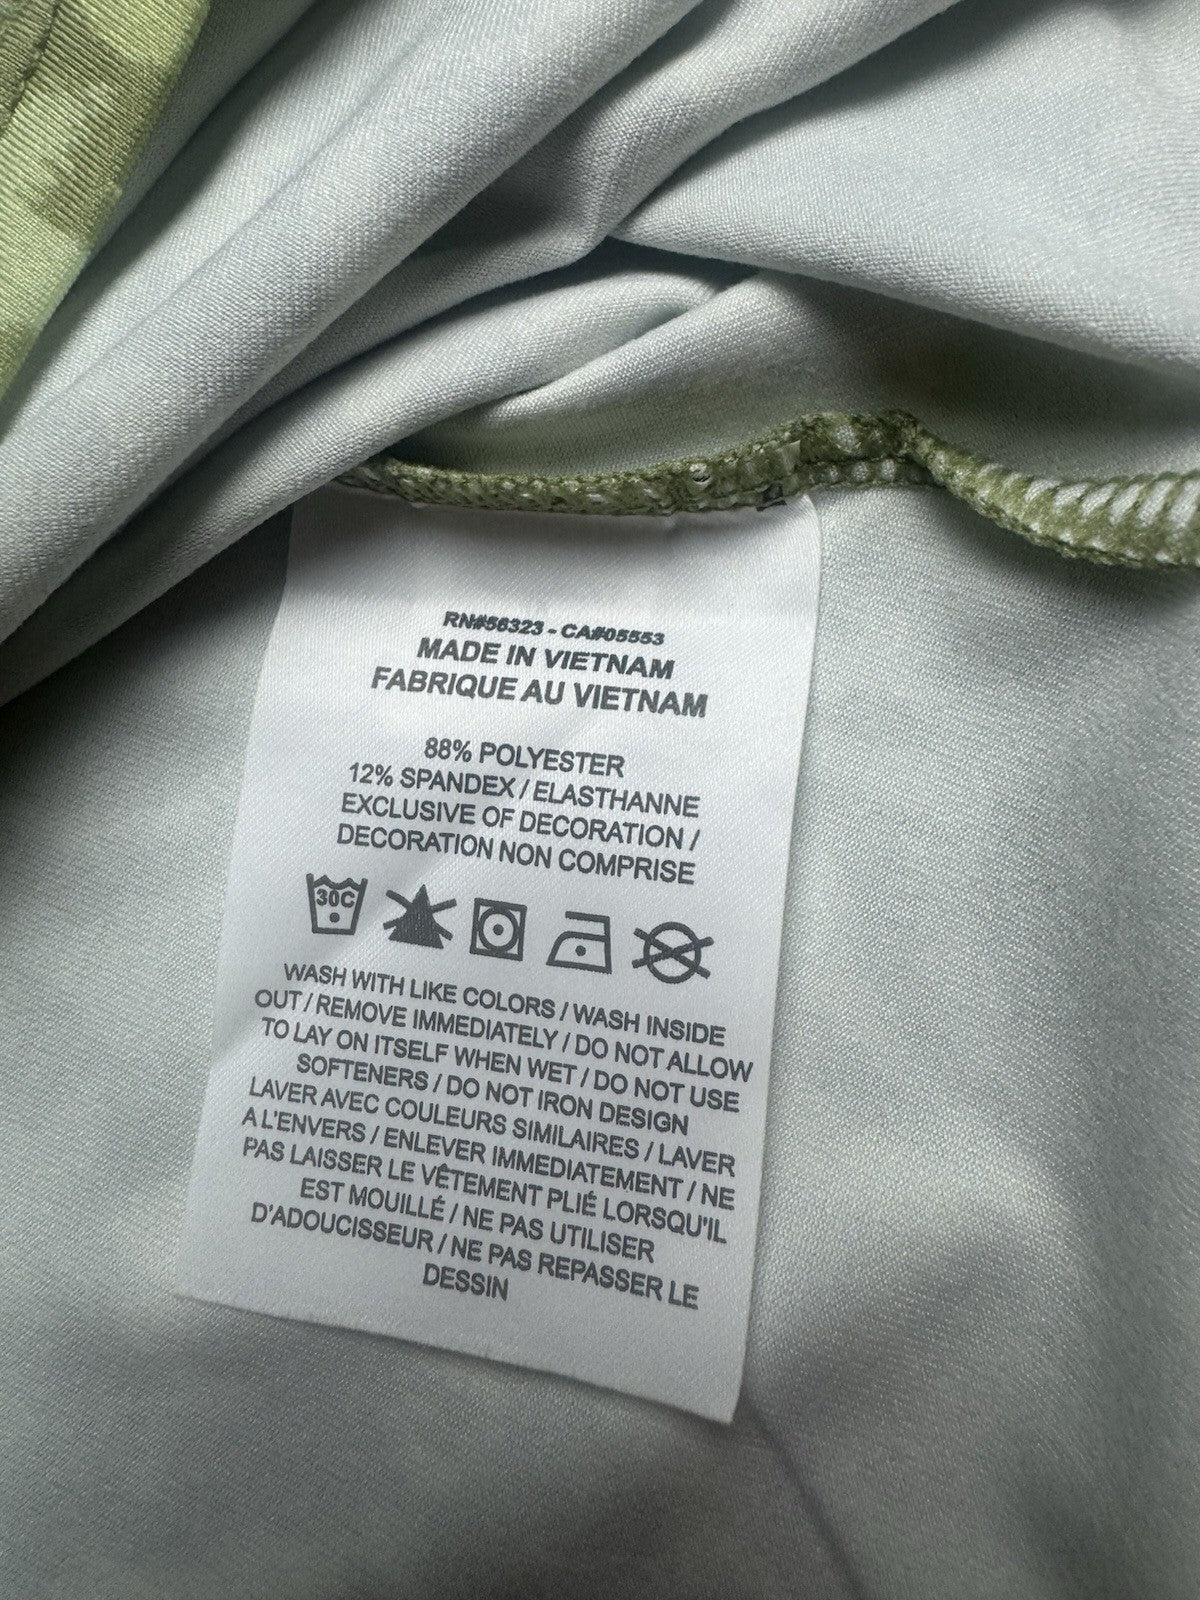 RN#56323 - CA#05553
MADE IN VIETNAM
FABRIQUE AU VIETNAM
88% POLYESTER
12% SPANDEX / ELASTHANNE
EXCLUSIVE OF DECORATION /
DECORATION NON COMPRISE
30C
WASH WITH LIKE COLORS / WASH INSIDE
OUT / REMOVE IMMEDIATELY / DO NOT ALLOW
TO LAY ON ITSELF WHEN WET / DO NOT USE
SOFTENERS / DO NOT IRON DESIGN
LAVER AVEC COULEURS SIMILAIRES / LAVER
A L'ENVERS / ENLEVER IMMEDIATEMENT / NE
PAS LAISSER LE VÊTEMENT PLIÉ LORSQU'IL
EST MOUILLÉ / NE PAS UTILISER
D'ADOUCISSEUR / NE PAS REPASSER LE
DESSIN